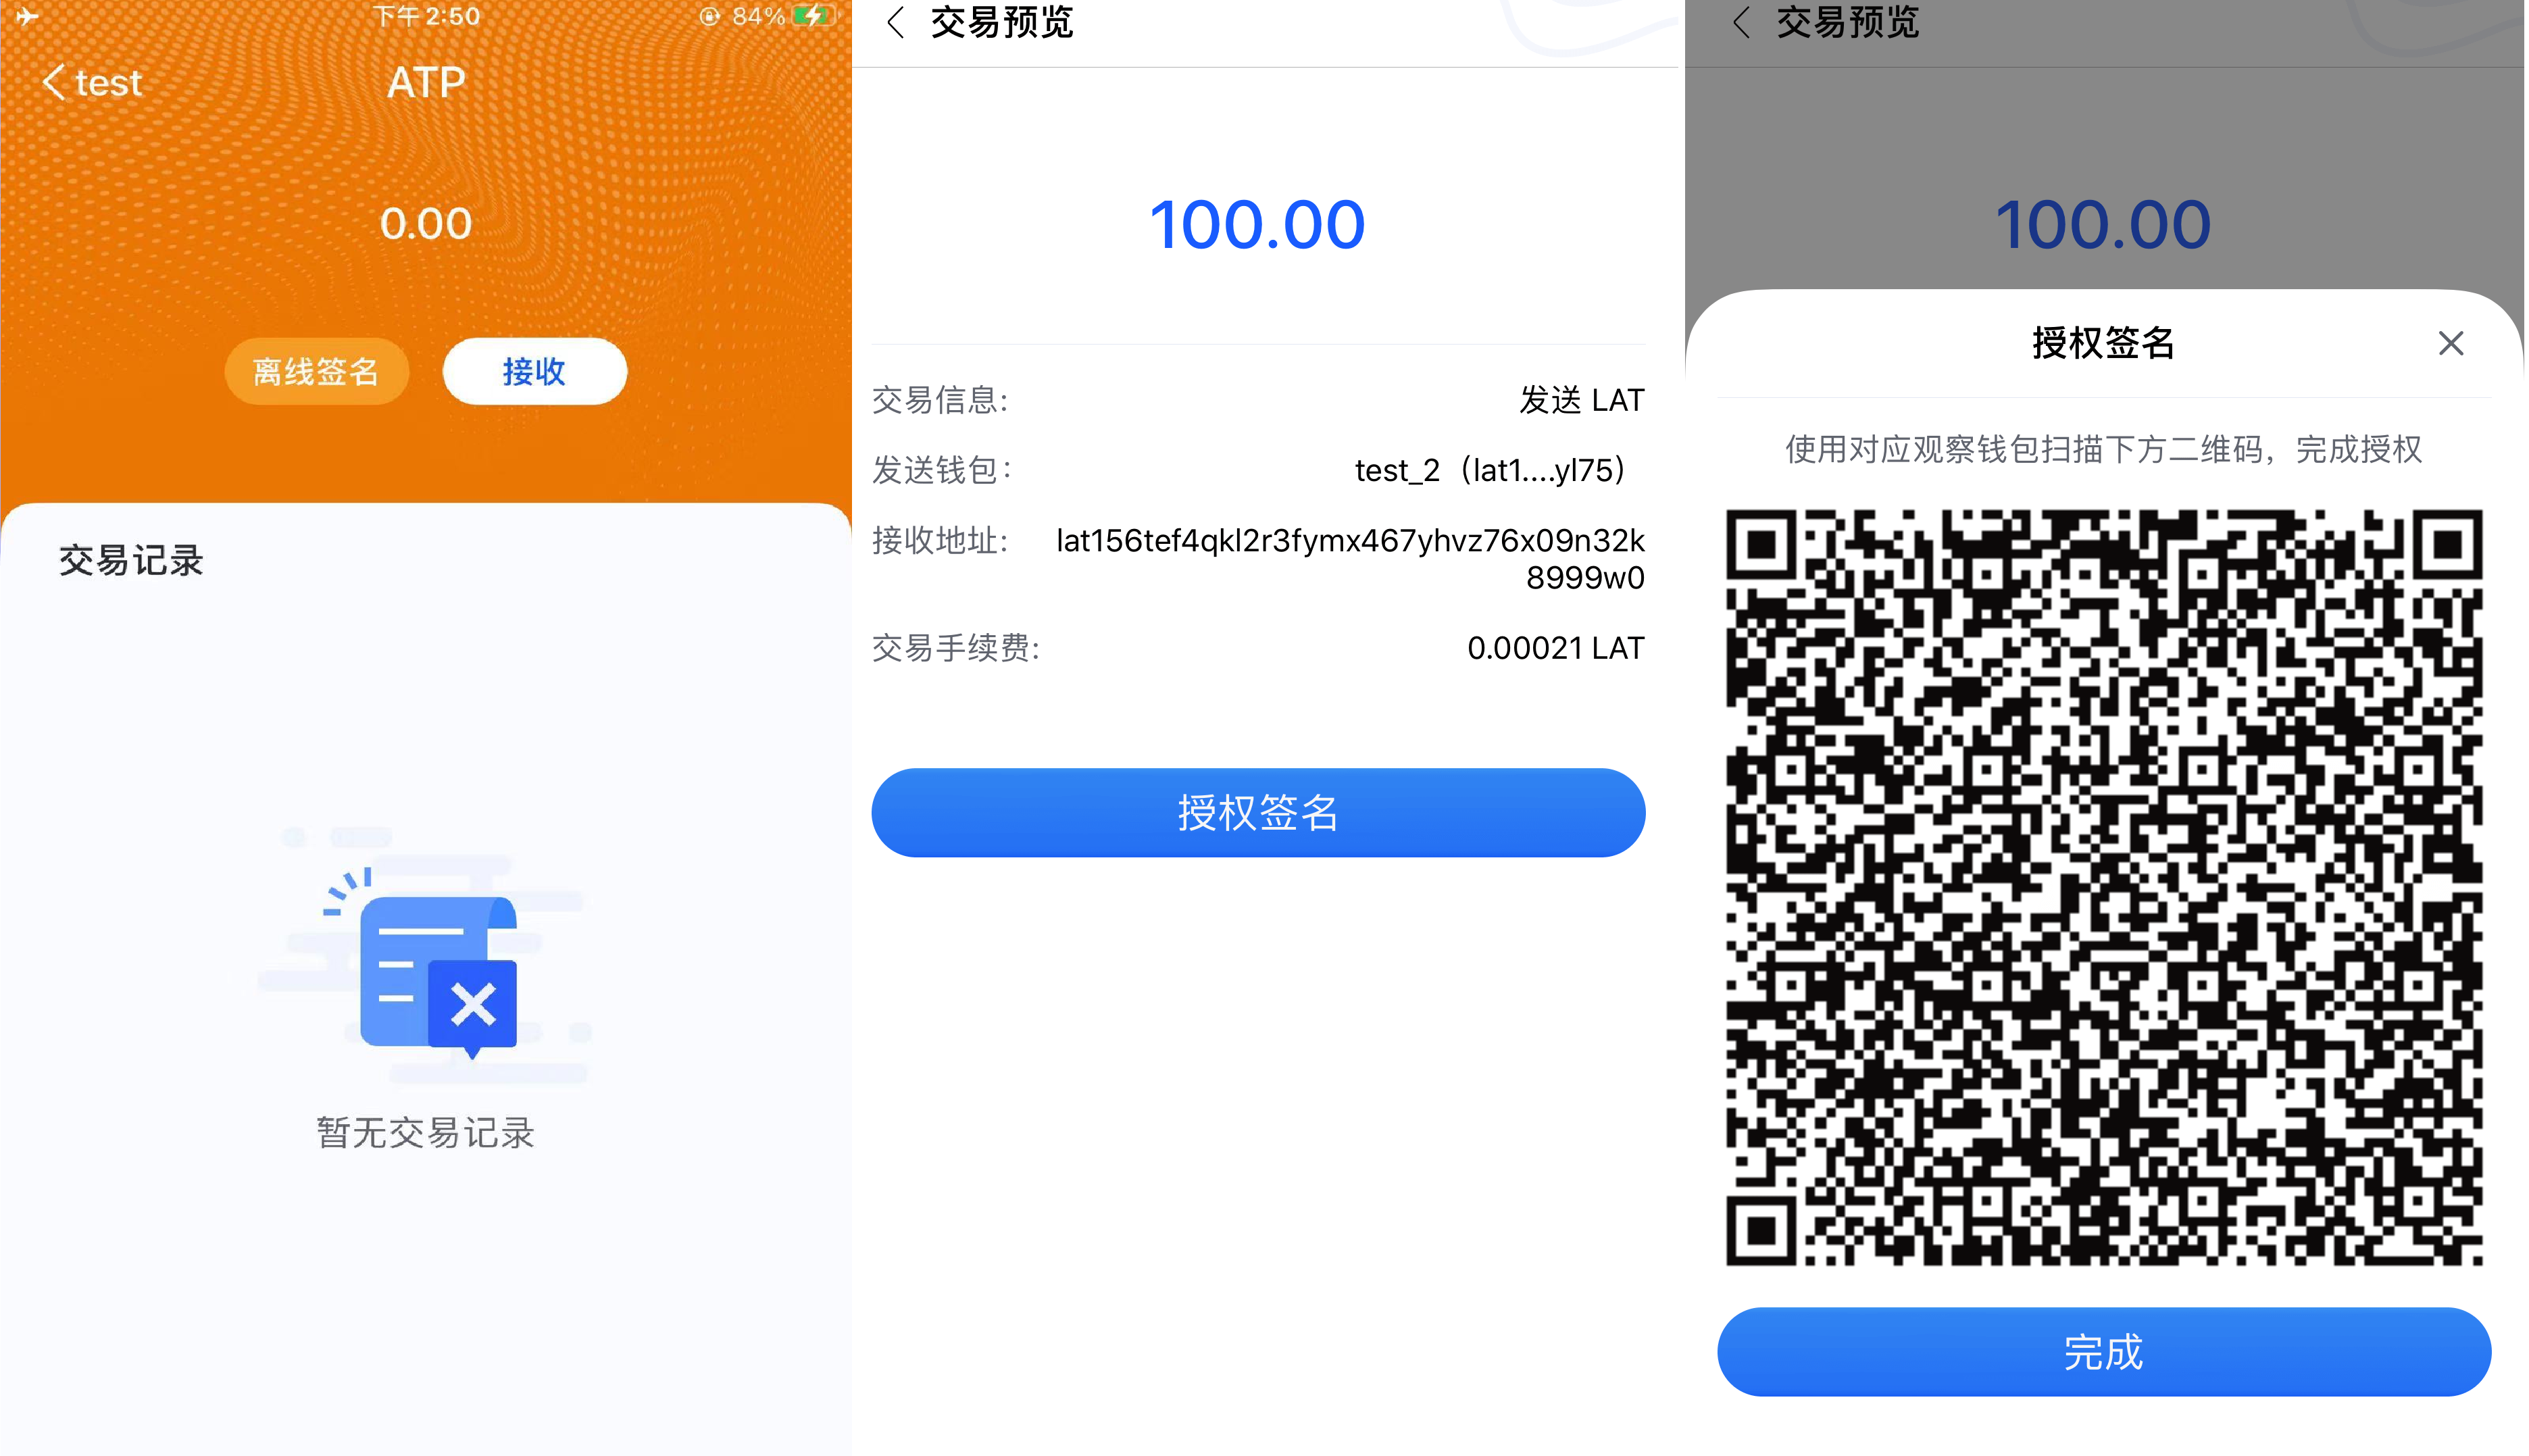 下午 2:50
84%
test
ATP
0.00
离线签名
接收
交易记录
暂无交易记录
交易预览
100.00
交易信息:
发送 LAT
发送钱包:
test_2（lat1....yl75）
接收地址:
lat156tef4qkl2r3fymx467yhvz76x09n32k
8999w0
交易手续费:
0.00021 LAT
授权签名
交易预览
100.00
授权签名
使用对应观察钱包扫描下方二维码，完成授权
完成